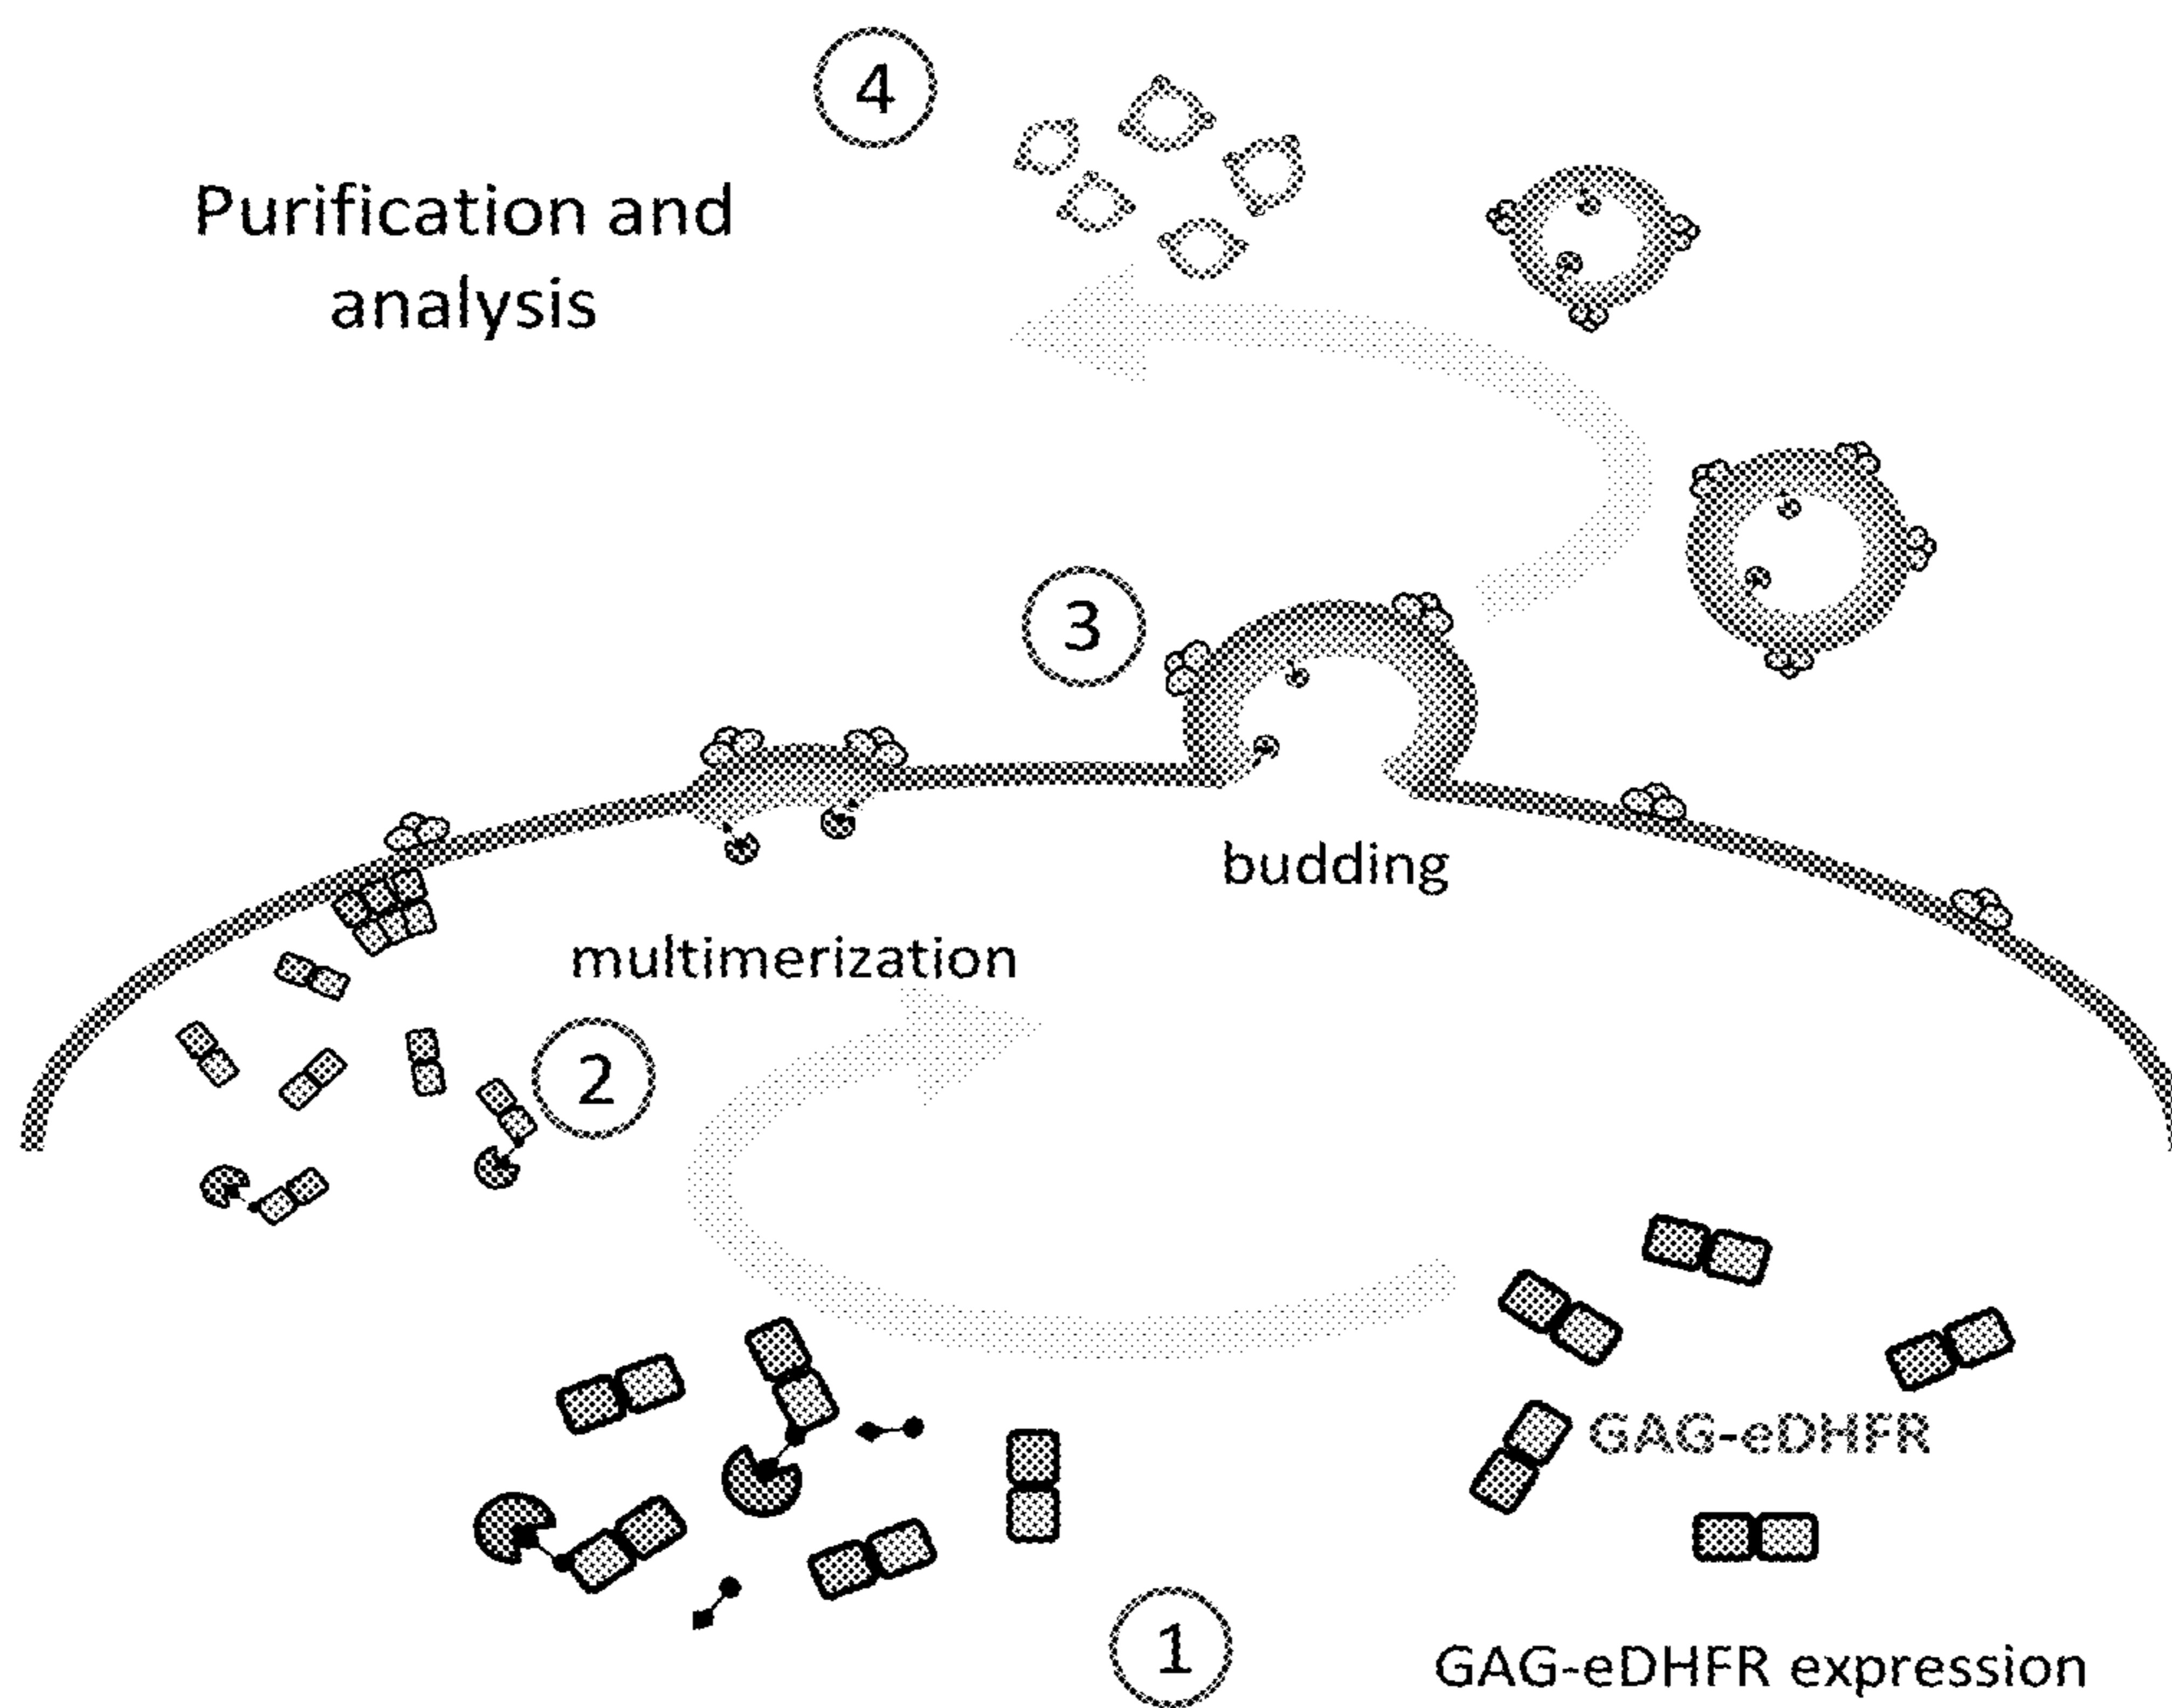 4
Purification and
analysis
3
budding
multimerization
2
GAG-eDHFR
1
GAG-eDHFR expression